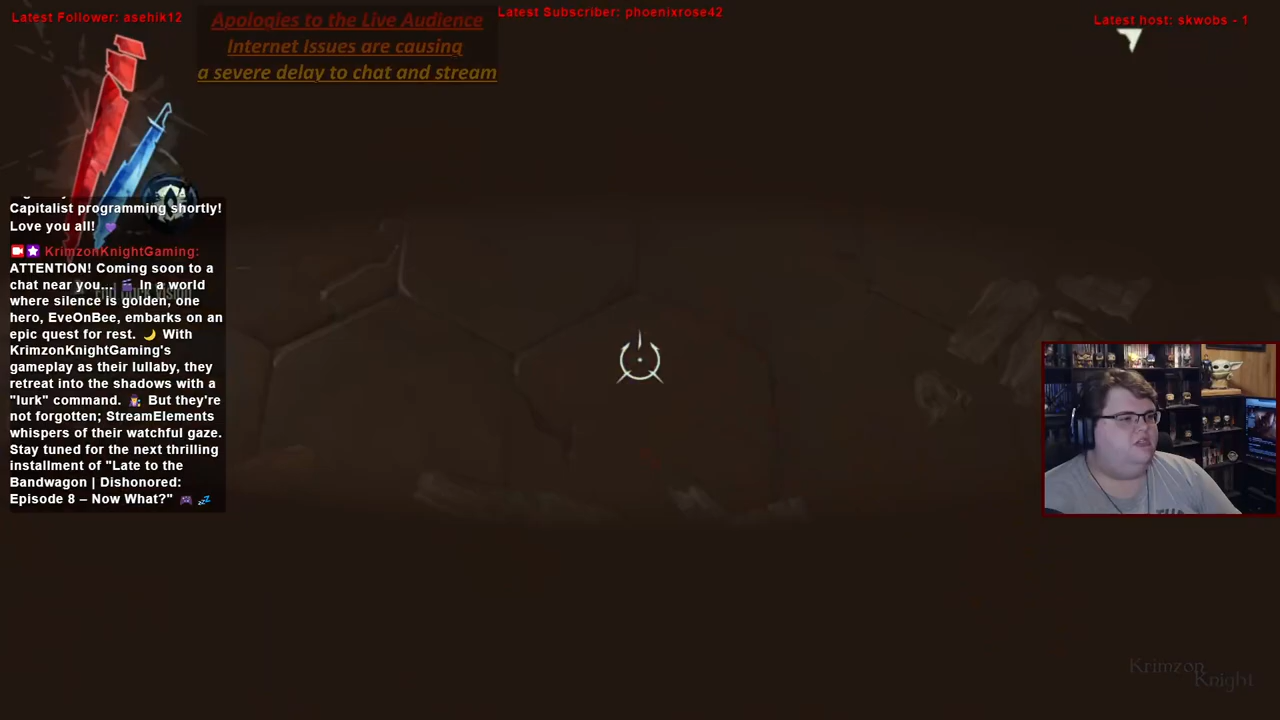 Latest Follower: asehik12
Apologies to the Live Audience
Internet Issues are causing
a severe delay to chat and stream
Latest Subscriber: phoenixrose42
Latest host: skwobs - 1
Capitalist programming shortly!
Love you all! 💜
KrimzonKnightGaming:
ATTENTION! Coming soon to a
chat near you... 🎬 In a world
where silence is golden, one
hero, EveOnBee, embarks on an
epic quest for rest. 🌙 With
KrimzonKnightGaming's
gameplay as their lullaby, they
retreat into the shadows with a
"lurk" command. 🦹 But they're
not forgotten; StreamElements
whispers of their watchful gaze.
Stay tuned for the next thrilling
installment of "Late to the
Bandwagon | Dishonored:
Episode 8 – Now What?" 🎮 💤
Krimzon
Knight